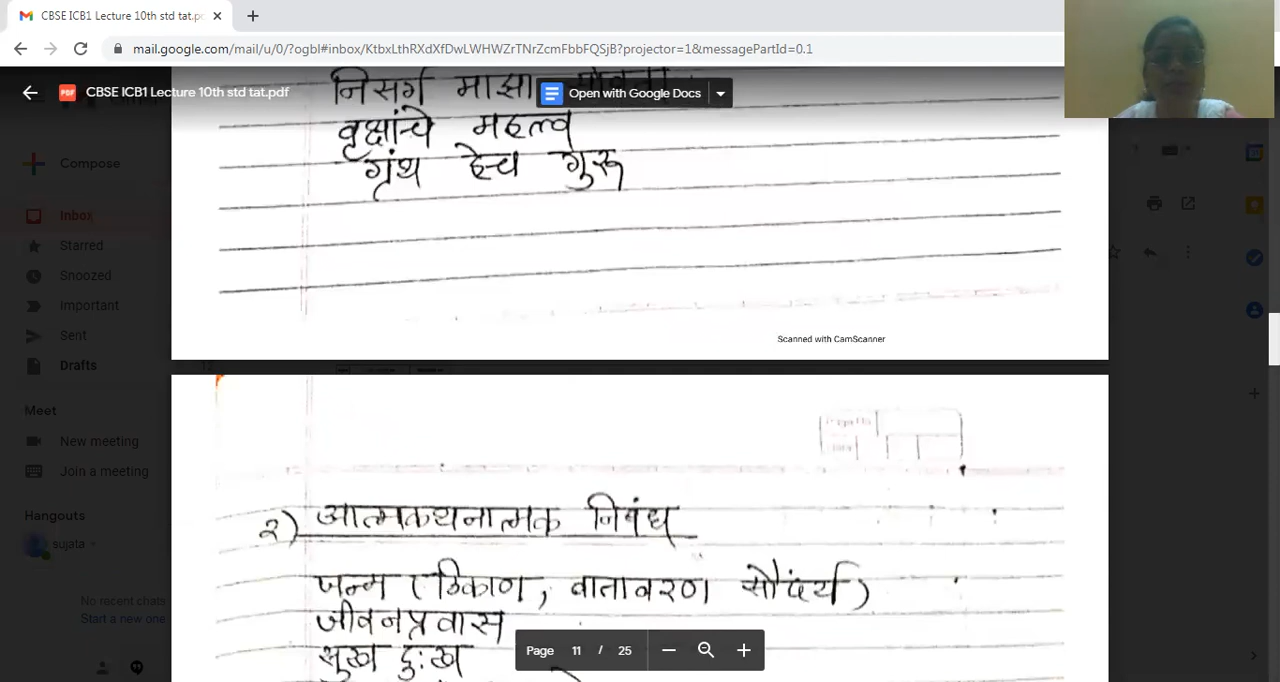 CBSE ICB1 Lecture 10th std tat.pd
mail.google.com/mail/u/0/?ogbl#inbox/KtbxLthRXdXfDwLWHWZrTNrZcmFbbFQSjB?projector=1&messagePartId=0.1
CBSE ICB1 Lecture 10th std tat.pdf
Open with Google Docs
Compose
Inbox
Starred
Snoozed
Important
Sent
Drafts
Meet
New meeting
Join a meeting
Hangouts
sujata
No recent chats
Start a new one
निसर्ग माझा
वृक्षांचे महत्त्व
ग्रंथ हेच गुरू
Scanned with CamScanner
२) आत्मकथनात्मक निबंध
जन्म (ठिकाण, वातावरण सौंदर्य)
जीवनप्रवास
सुख दुःख
Page 11 / 25